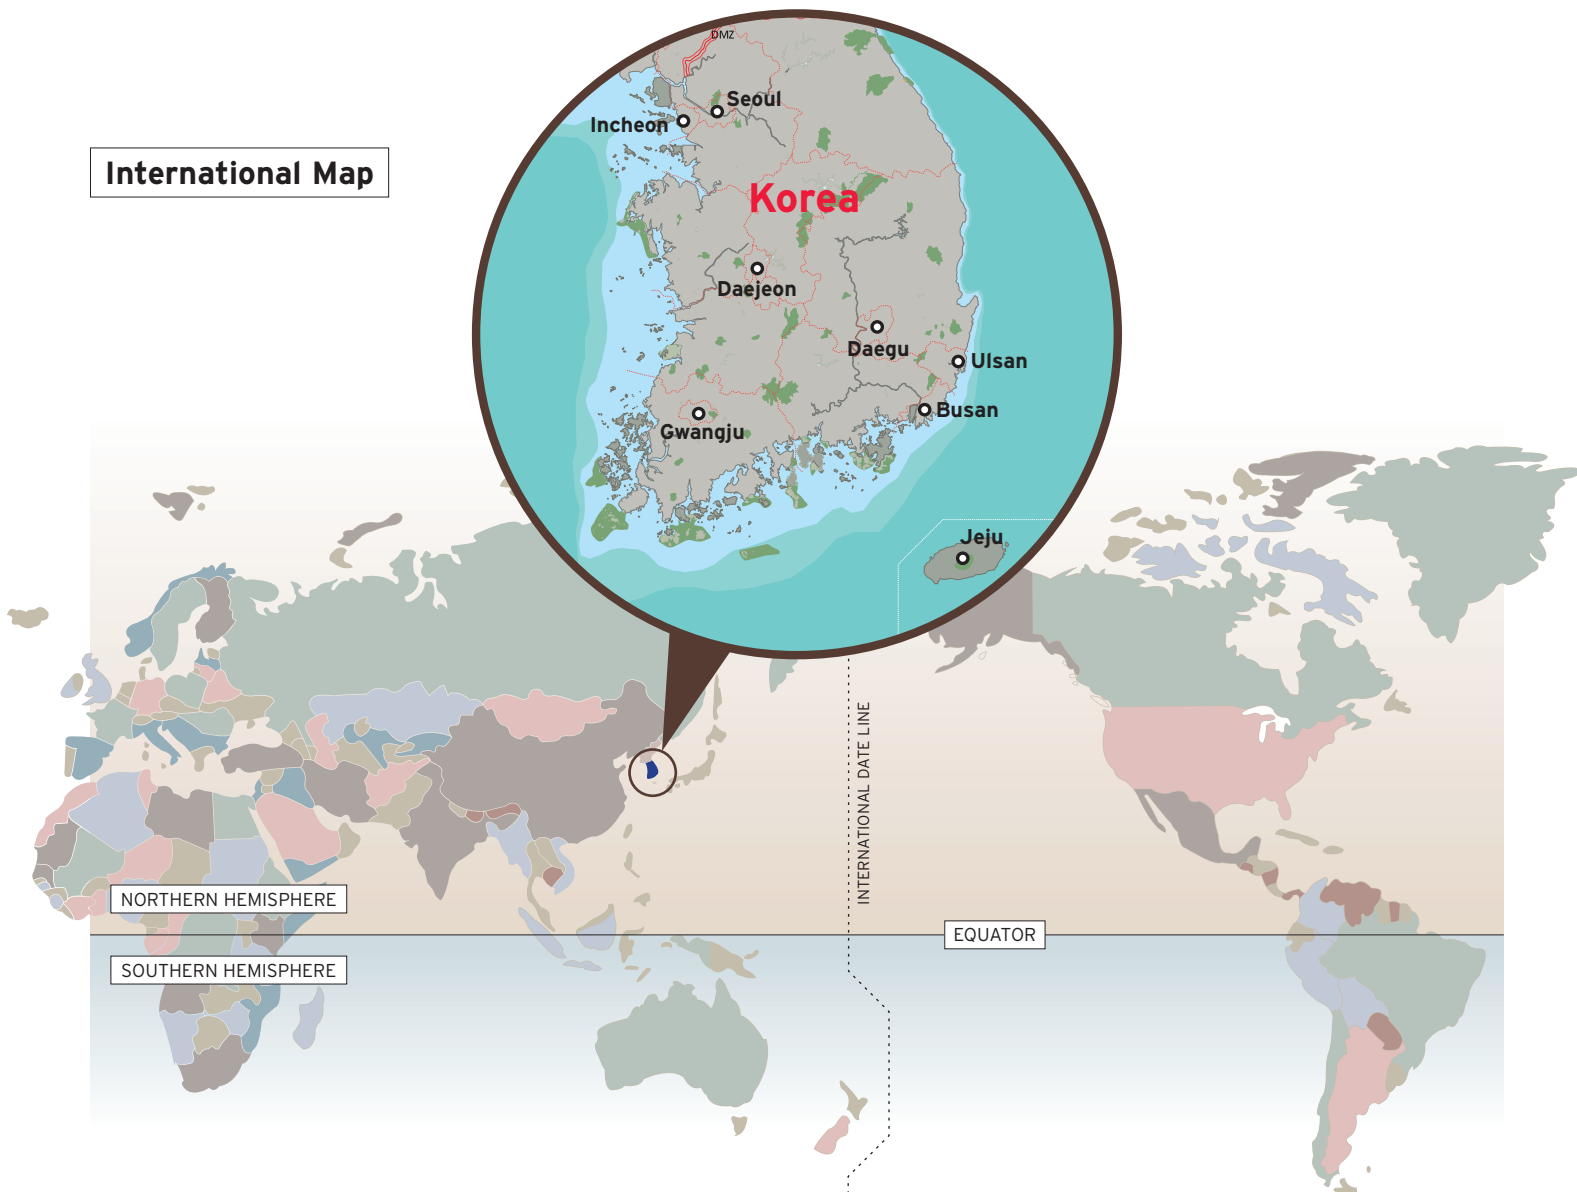 DMZ
Seoul
Incheon
International Map
Korea
Daejeon
Daegu
Ulsan
Busan
Gwangju
Jeju
INTERNATIONAL DATE LINE
NORTHERN HEMISPHERE
EQUATOR
SOUTHERN HEMISPHERE